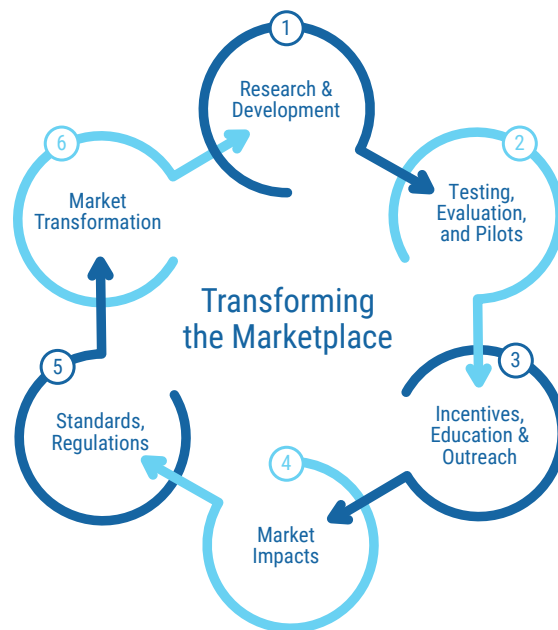 1
Research &
Development
2
Testing,
Evaluation,
and Pilots
3
Incentives,
Education &
Outreach
4
Market
Impacts
5
Standards,
Regulations
6
Market
Transformation
Transforming
the Marketplace